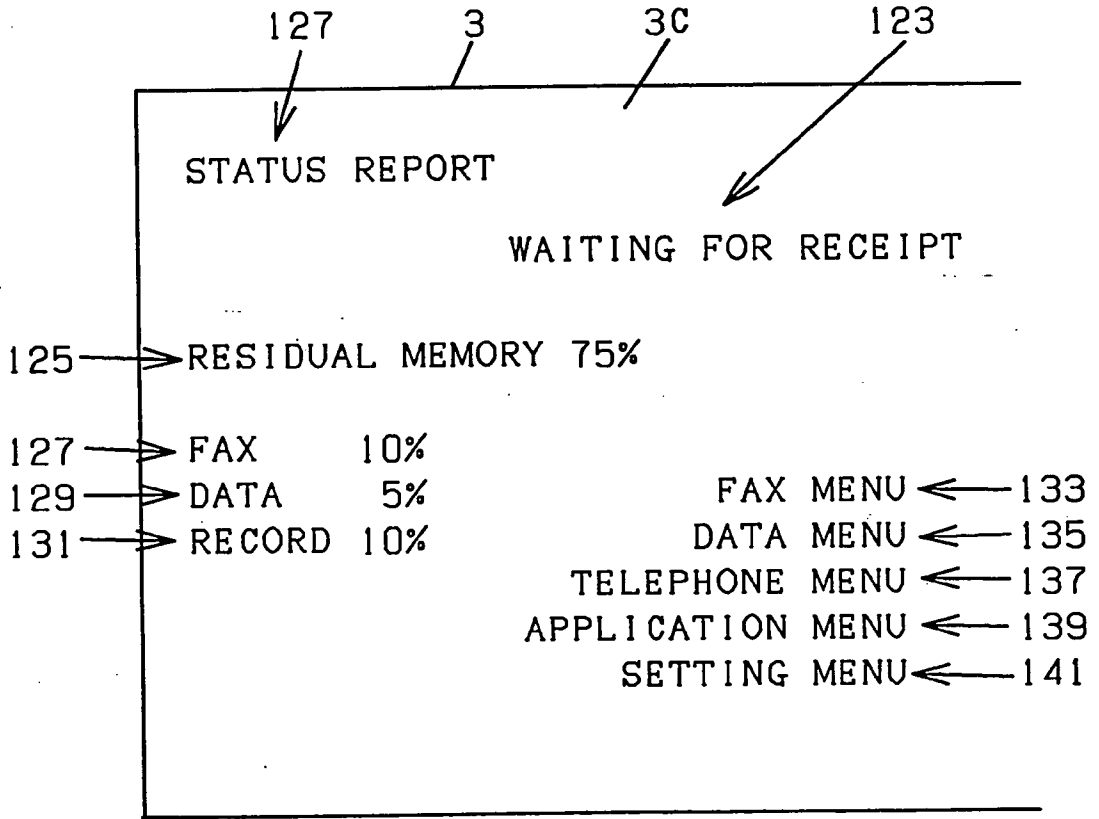 127 3 3C 123
STATUS REPORT
WAITING FOR RECEIPT
125 RESIDUAL MEMORY 75%
127 FAX 10%
129 DATA 5%
FAX MENU 133
131 RECORD 10%
DATA MENU 135
TELEPHONE MENU 137
APPLICATION MENU 139
SETTING MENU 141